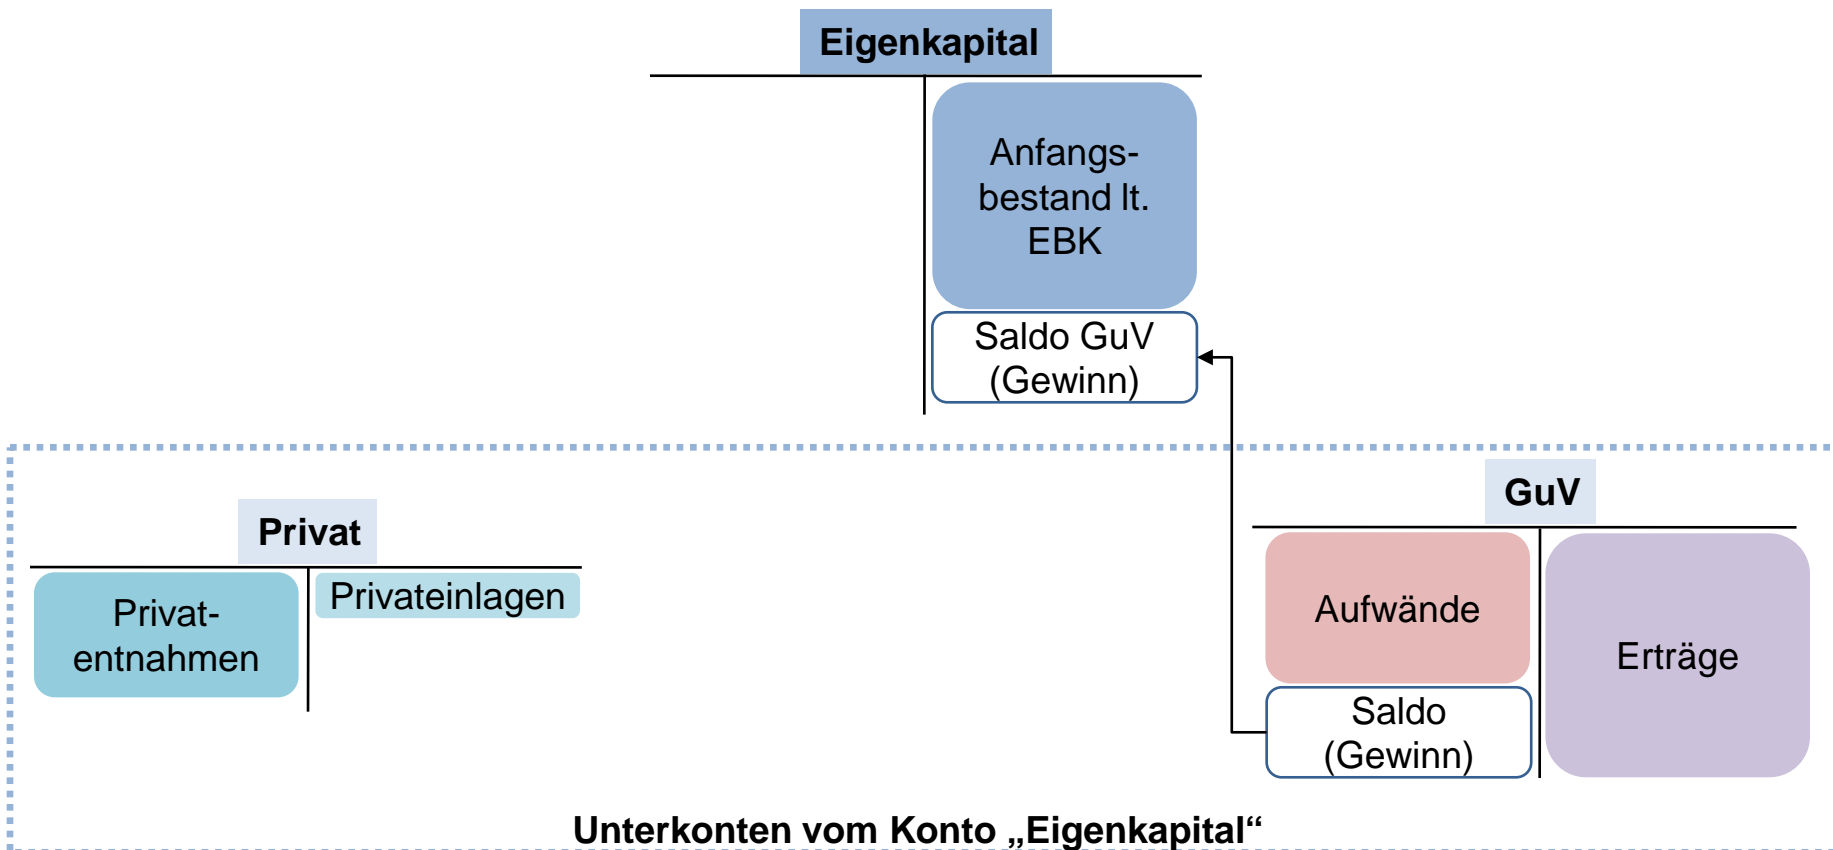 Eigenkapital
Anfangs-
bestand lt.
EBK
Saldo GuV
(Gewinn)
Privat
Privat-
entnahmen
Privateinlagen
GuV
Aufwände
Saldo
(Gewinn)
Erträge
Unterkonten vom Konto „Eigenkapital“